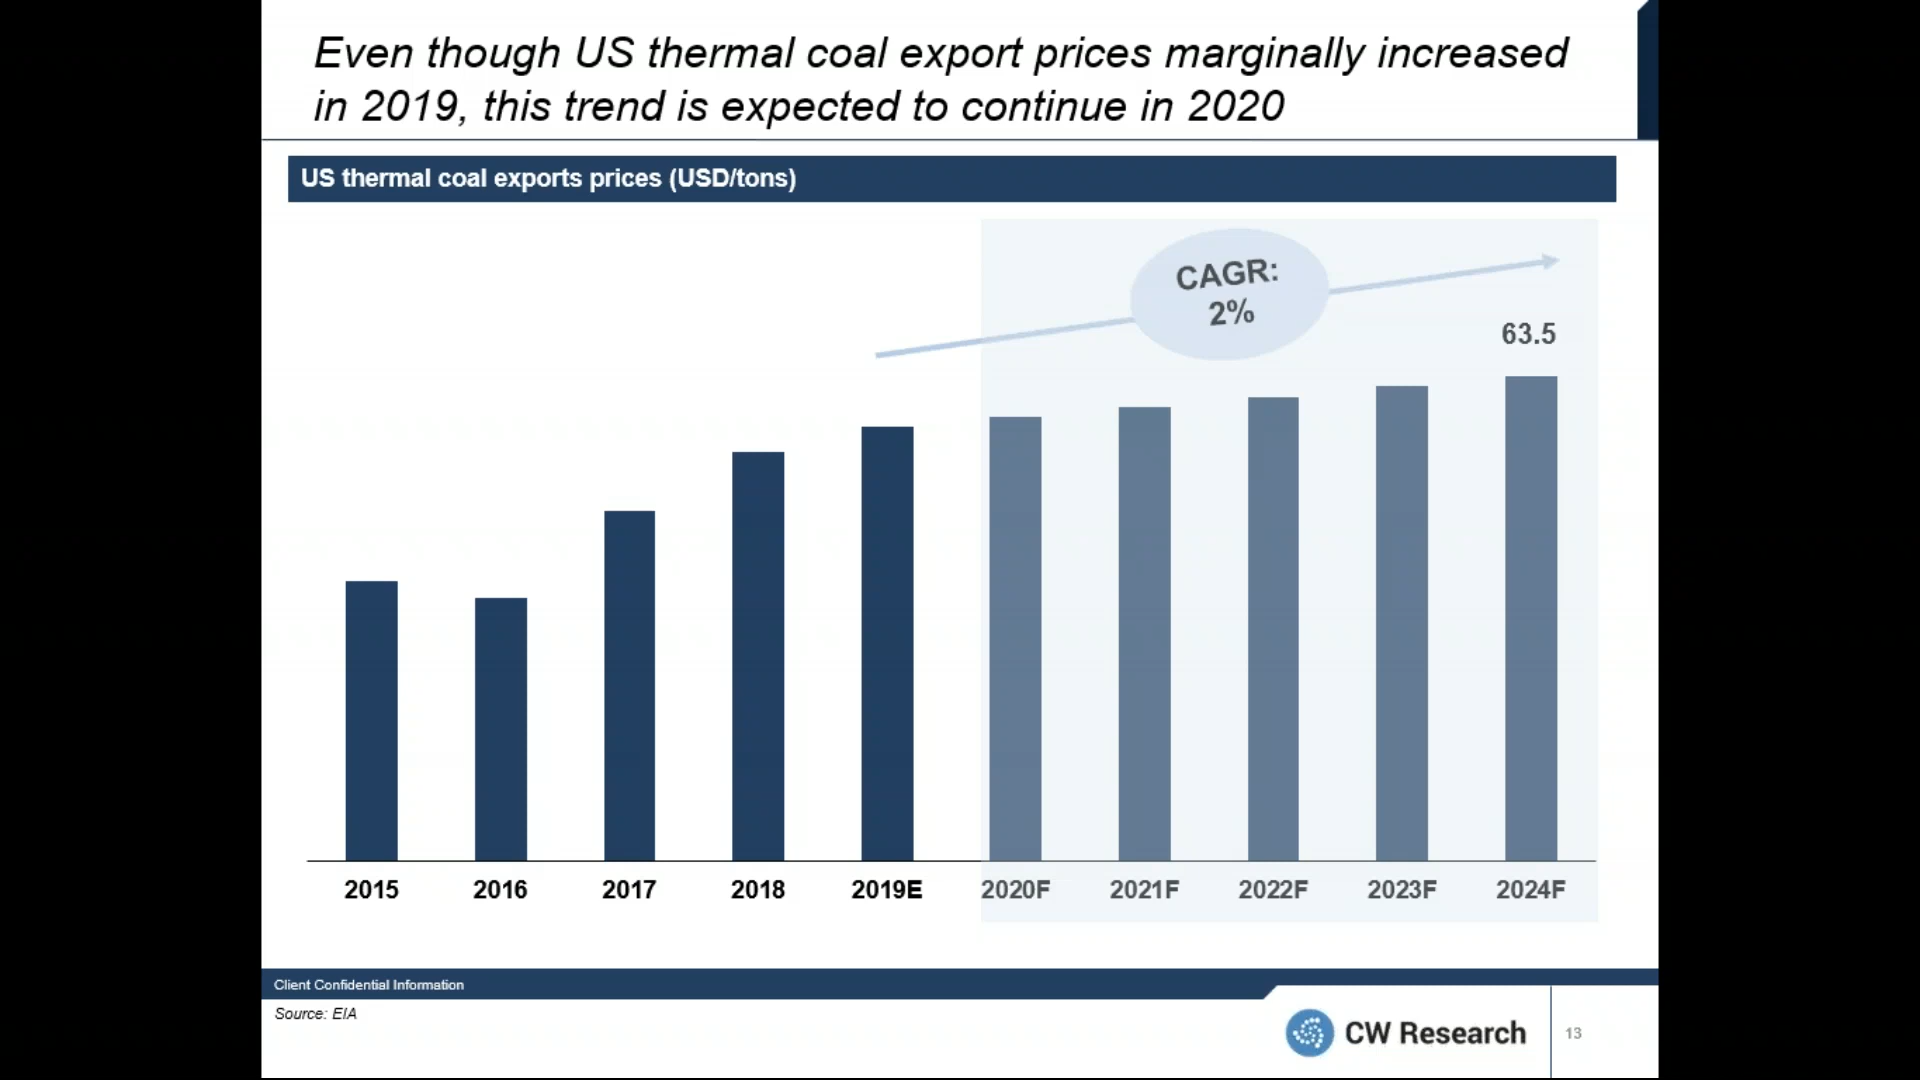 Even though US thermal coal export prices marginally increased
in 2019, this trend is expected to continue in 2020
US thermal coal exports prices (USD/tons)
CAGR:
2%
63.5
2015 2016 2017 2018 2019E 2020F 2021F 2022F 2023F 2024F
Client Confidential Information
Source: EIA
CW Research
13